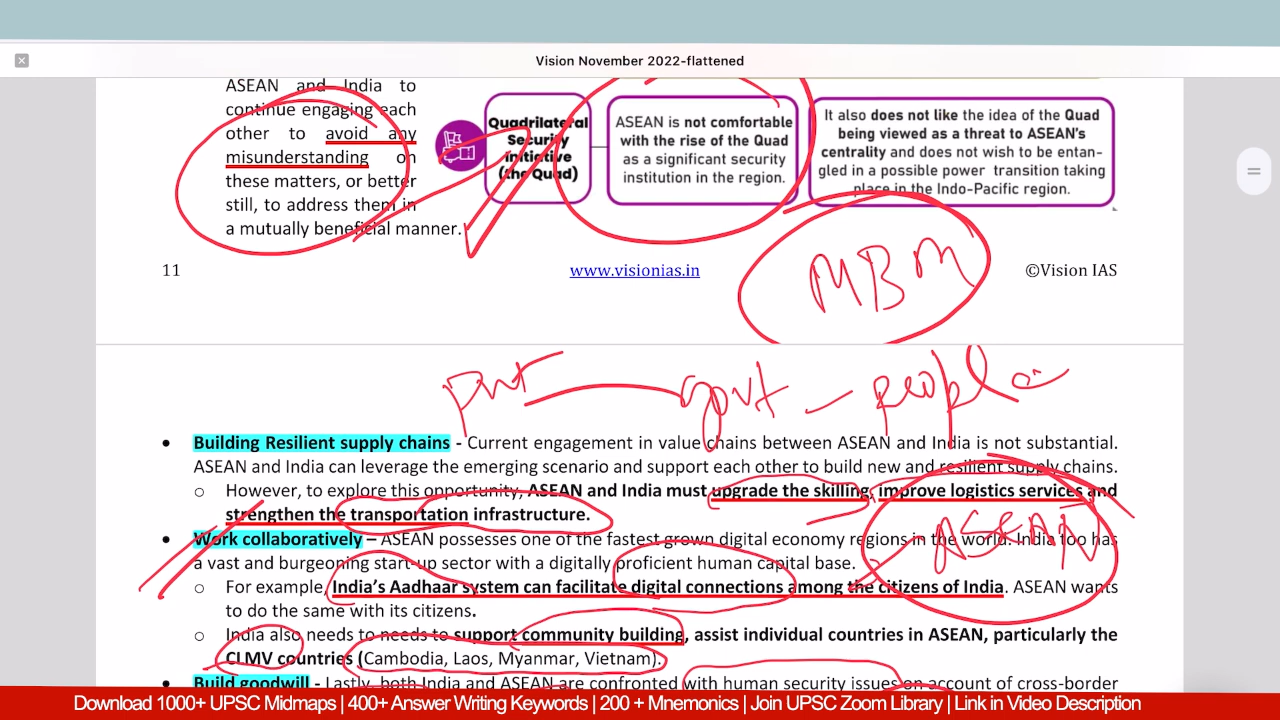 Vision November 2022-flattened
ASEAN and India to
continue engaging each
other to avoid any
misunderstanding on
these matters, or better
still, to address them in
a mutually beneficial manner.
Quadrilateral
Security
Initiative
(the Quad)
ASEAN is not comfortable
with the rise of the Quad
as a significant security
institution in the region.
It also does not like the idea of the Quad
being viewed as a threat to ASEAN's
centrality and does not wish to be entan-
gled in a possible power transition taking
place in the Indo-Pacific region.
MBM
11
www.visionias.in
©Vision IAS
Pvt govt - people
• Building Resilient supply chains - Current engagement in value chains between ASEAN and India is not substantial.
ASEAN and India can leverage the emerging scenario and support each other to build new and resilient supply chains.
o However, to explore this opportunity, ASEAN and India must upgrade the skilling, improve logistics services and
strengthen the transportation infrastructure.
ASEAN
• Work collaboratively – ASEAN possesses one of the fastest grown digital economy regions in the world. India too has
a vast and burgeoning start-up sector with a digitally proficient human capital base.
o For example, India's Aadhaar system can facilitate digital connections among the citizens of India. ASEAN wants
to do the same with its citizens.
o India also needs to needs to support community building, assist individual countries in ASEAN, particularly the
CLMV countries (Cambodia, Laos, Myanmar, Vietnam).
• Build goodwill - Lastly, both India and ASEAN are confronted with human security issues on account of cross-border
Download 1000+ UPSC Midmaps | 400+ Answer Writing Keywords | 200 + Mnemonics | Join UPSC Zoom Library | Link in Video Description